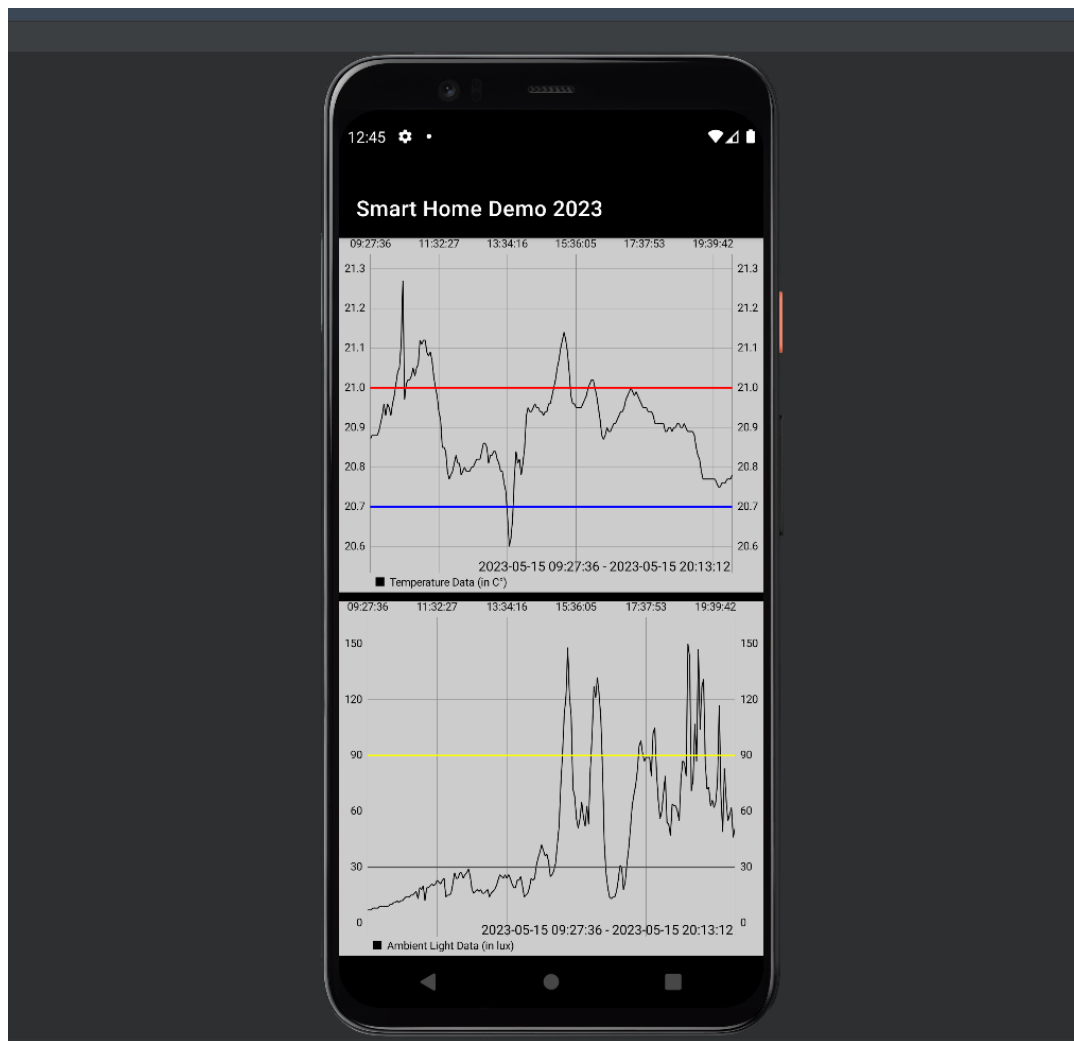 12:45
Smart Home Demo 2023
09:27:36 11:32:27 13:34:16 15:36:05 17:37:53 19:39:42
21.3 21.3
21.2 21.2
21.1 21.1
21.0 21.0
20.9 20.9
20.8 20.8
20.7 20.7
20.6 20.6
2023-05-15 09:27:36 - 2023-05-15 20:13:12
Temperature Data (in C°)
09:27:36 11:32:27 13:34:16 15:36:05 17:37:53 19:39:42
150 150
120 120
90 90
60 60
30 30
0 0
2023-05-15 09:27:36 - 2023-05-15 20:13:12
Ambient Light Data (in lux)